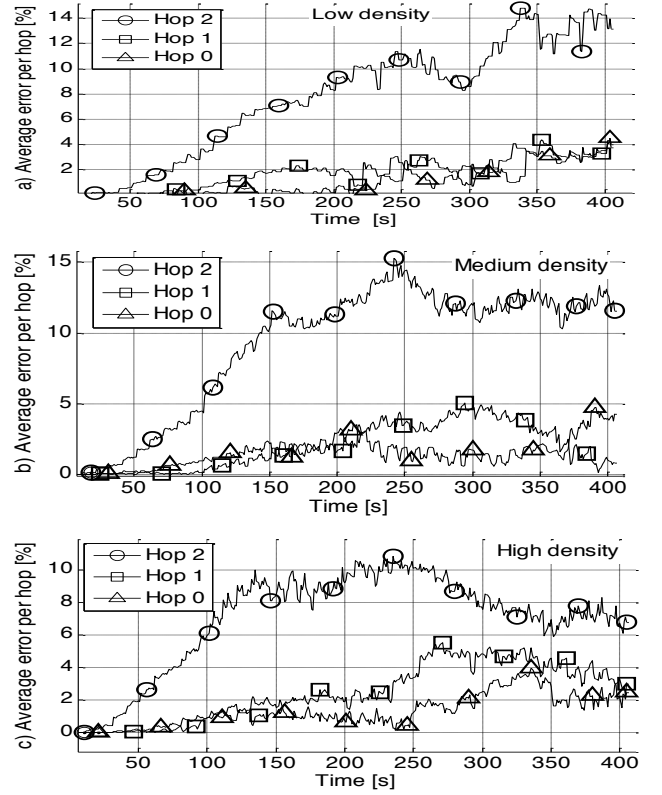 a) Average error per hop [%]
Low density
Hop 2
Hop 1
Hop 0
14
12
10
8
6
4
2
50 100 150 200 250 300 350 400
Time [s]
b) Average error per hop [%]
Medium density
Hop 2
Hop 1
Hop 0
15
10
5
0
50 100 150 200 250 300 350 400
Time [s]
c) Average error per hop [%]
High density
Hop 2
Hop 1
Hop 0
10
8
6
4
2
0
50 100 150 200 250 300 350 400
Time [s]